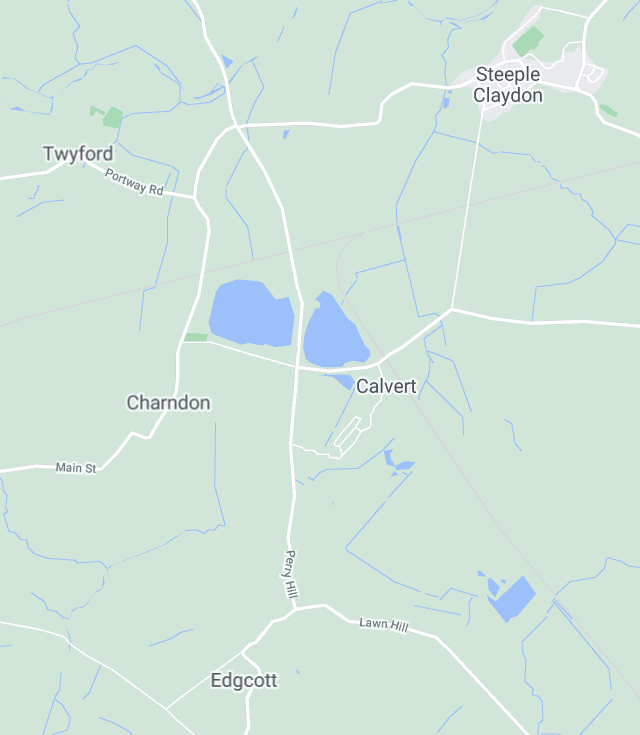 Steeple
Claydon
Twyford
Portway Rd
Calvert
Charndon
Main St
Perry Hill
Lawn Hill
Edgcott